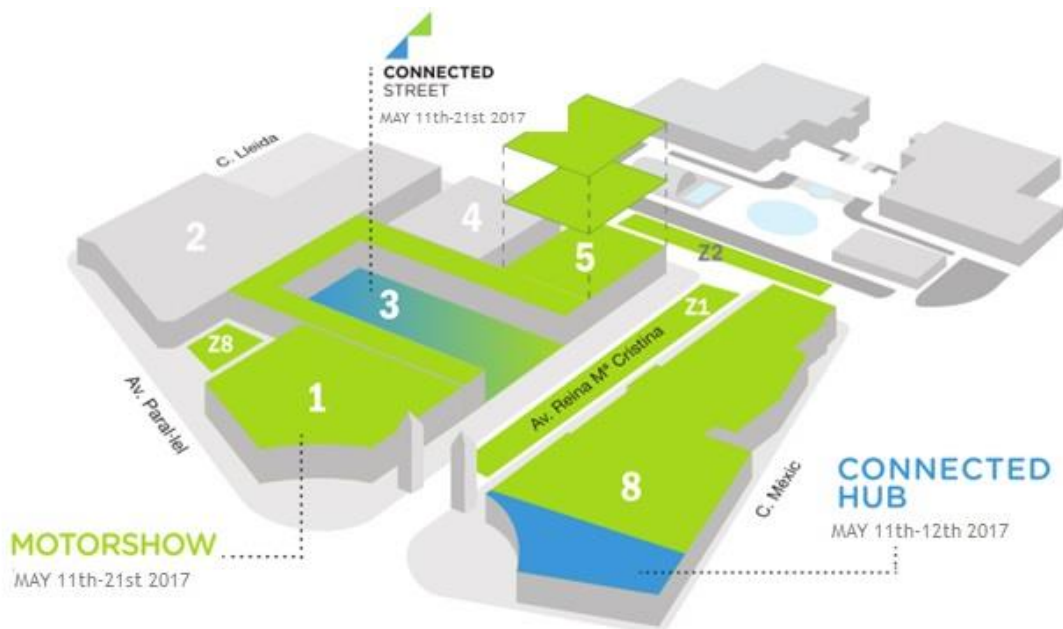 CONNECTED
STREET
MAY 11th-21st 2017
C. Lleida
2
4
5
Z2
3
Z1
Z8
Av. Reina Mª Cristina
1
Av. Paral·lel
8
C. Mèxic
CONNECTED
HUB
MAY 11th-12th 2017
MOTORSHOW
MAY 11th-21st 2017